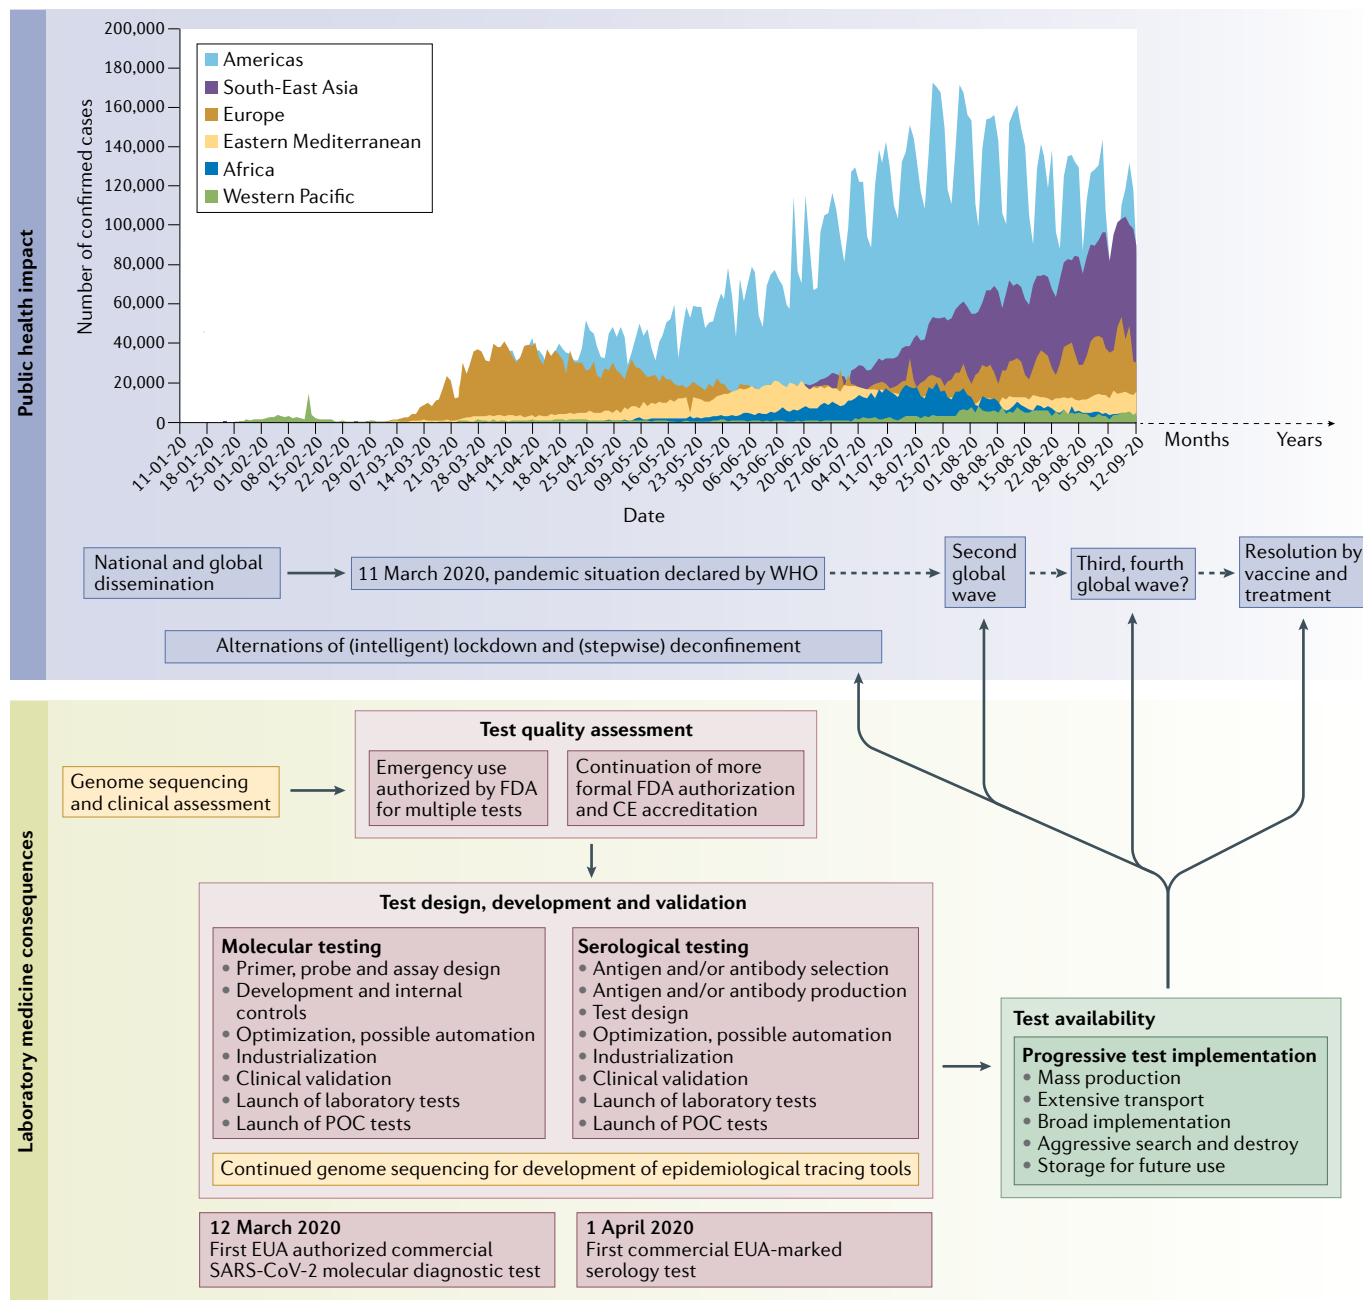 Public health impact
Number of confirmed cases
200,000
180,000
160,000
140,000
120,000
100,000
80,000
60,000
40,000
20,000
0
Americas
South-East Asia
Europe
Eastern Mediterranean
Africa
Western Pacific
11-01-20
18-01-20
25-01-20
01-02-20
08-02-20
15-02-20
22-02-20
29-02-20
07-03-20
14-03-20
21-03-20
28-03-20
04-04-20
11-04-20
18-04-20
25-04-20
02-05-20
09-05-20
16-05-20
23-05-20
30-05-20
06-06-20
13-06-20
20-06-20
27-06-20
04-07-20
11-07-20
18-07-20
25-07-20
01-08-20
08-08-20
15-08-20
22-08-20
29-08-20
05-09-20
12-09-20
Months
Years
Date
National and global
dissemination
11 March 2020, pandemic situation declared by WHO
Second
global
wave
Third, fourth
global wave?
Resolution by
vaccine and
treatment
Alternations of (intelligent) lockdown and (stepwise) deconfinement
Laboratory medicine consequences
Genome sequencing
and clinical assessment
Test quality assessment
Emergency use
authorized by FDA
for multiple tests
Continuation of more
formal FDA authorization
and CE accreditation
Test design, development and validation
Molecular testing
• Primer, probe and assay design
• Development and internal
controls
• Optimization, possible automation
• Industrialization
• Clinical validation
• Launch of laboratory tests
• Launch of POC tests
Serological testing
• Antigen and/or antibody selection
• Antigen and/or antibody production
• Test design
• Optimization, possible automation
• Industrialization
• Clinical validation
• Launch of laboratory tests
• Launch of POC tests
Continued genome sequencing for development of epidemiological tracing tools
12 March 2020
First EUA authorized commercial
SARS-CoV-2 molecular diagnostic test
1 April 2020
First commercial EUA-marked
serology test
Test availability
Progressive test implementation
• Mass production
• Extensive transport
• Broad implementation
• Aggressive search and destroy
• Storage for future use